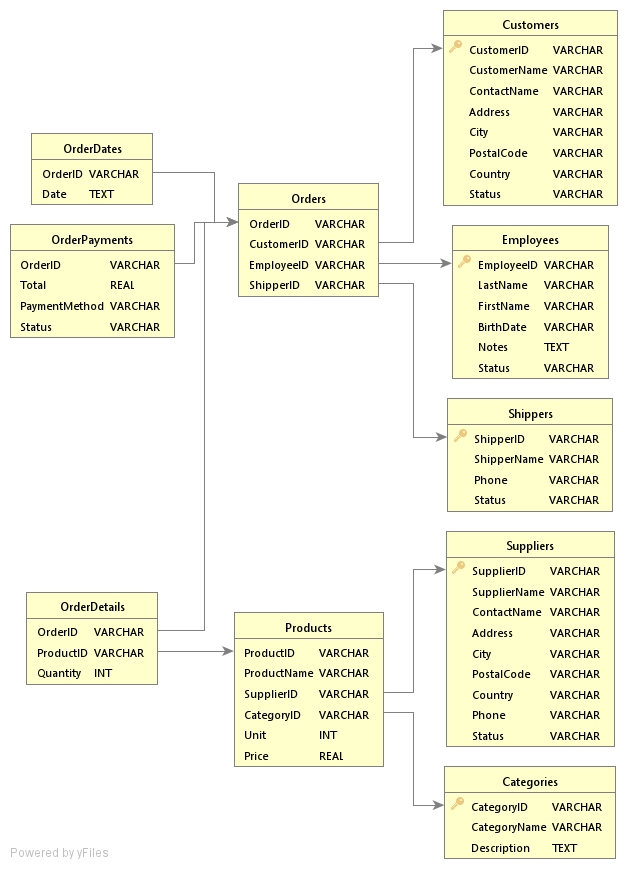 Customers
CustomerID VARCHAR
CustomerName VARCHAR
ContactName VARCHAR
Address VARCHAR
City VARCHAR
PostalCode VARCHAR
Country VARCHAR
Status VARCHAR
OrderDates
OrderID VARCHAR
Date TEXT
Orders
OrderID VARCHAR
CustomerID VARCHAR
EmployeeID VARCHAR
ShipperID VARCHAR
OrderPayments
OrderID VARCHAR
Total REAL
PaymentMethod VARCHAR
Status VARCHAR
Employees
EmployeeID VARCHAR
LastName VARCHAR
FirstName VARCHAR
BirthDate VARCHAR
Notes TEXT
Status VARCHAR
Shippers
ShipperID VARCHAR
ShipperName VARCHAR
Phone VARCHAR
Status VARCHAR
Suppliers
SupplierID VARCHAR
SupplierName VARCHAR
ContactName VARCHAR
Address VARCHAR
City VARCHAR
PostalCode VARCHAR
Country VARCHAR
Phone VARCHAR
Status VARCHAR
OrderDetails
OrderID VARCHAR
ProductID VARCHAR
Quantity INT
Products
ProductID VARCHAR
ProductName VARCHAR
SupplierID VARCHAR
CategoryID VARCHAR
Unit INT
Price REAL
Categories
CategoryID VARCHAR
CategoryName VARCHAR
Description TEXT
Powered by yFiles